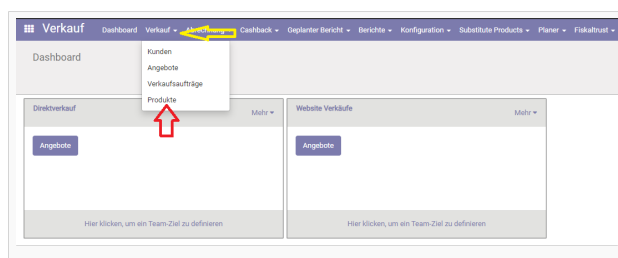 Verkauf Dashboard Verkauf Abrechnung Cashback Geplanter Bericht Berichte Konfiguration Substitute Products Planer Fiskaltrust
Dashboard
Kunden
Angebote
Verkaufsaufträge
Produkte
Direktverkauf Mehr
Angebote
Hier klicken, um ein Team-Ziel zu definieren
Website Verkäufe Mehr
Angebote
Hier klicken, um ein Team-Ziel zu definieren